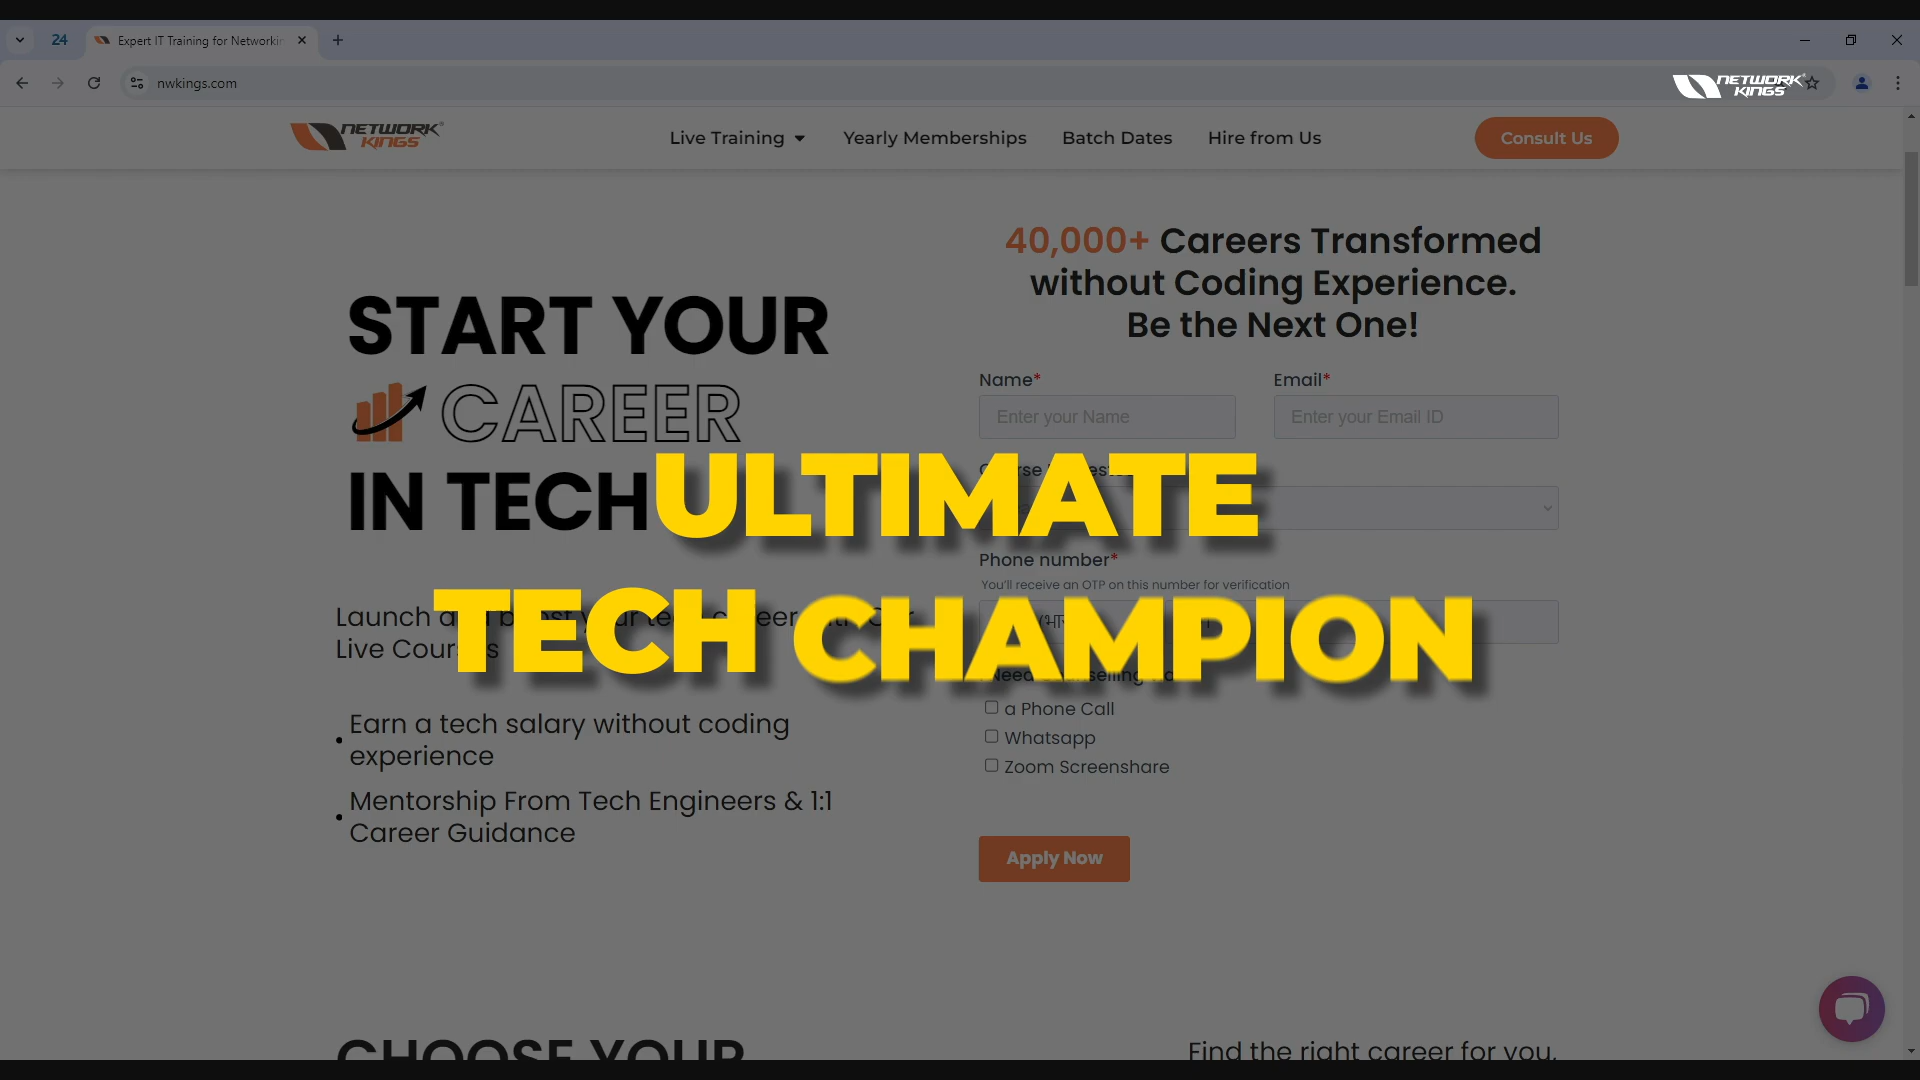 24
Expert IT Training for Networkin
nwkings.com
NETWORK
KINGS
NETWORK
KINGS
Live Training
Yearly Memberships
Batch Dates
Hire from Us
Consult Us
START YOUR
CAREER
IN TECH
40,000+ Careers Transformed
without Coding Experience.
Be the Next One!
Name*
Email*
Enter your Name
Enter your Email ID
ULTIMATE
TECH CHAMPION
Phone number*
You'll receive an OTP on this number for verification
Launch
Live
Earn a tech salary without coding
experience
Mentorship From Tech Engineers & 1:1
Career Guidance
a Phone Call
Whatsapp
Zoom Screenshare
Apply Now
CHOOSE YOUR
Find the right career for you.